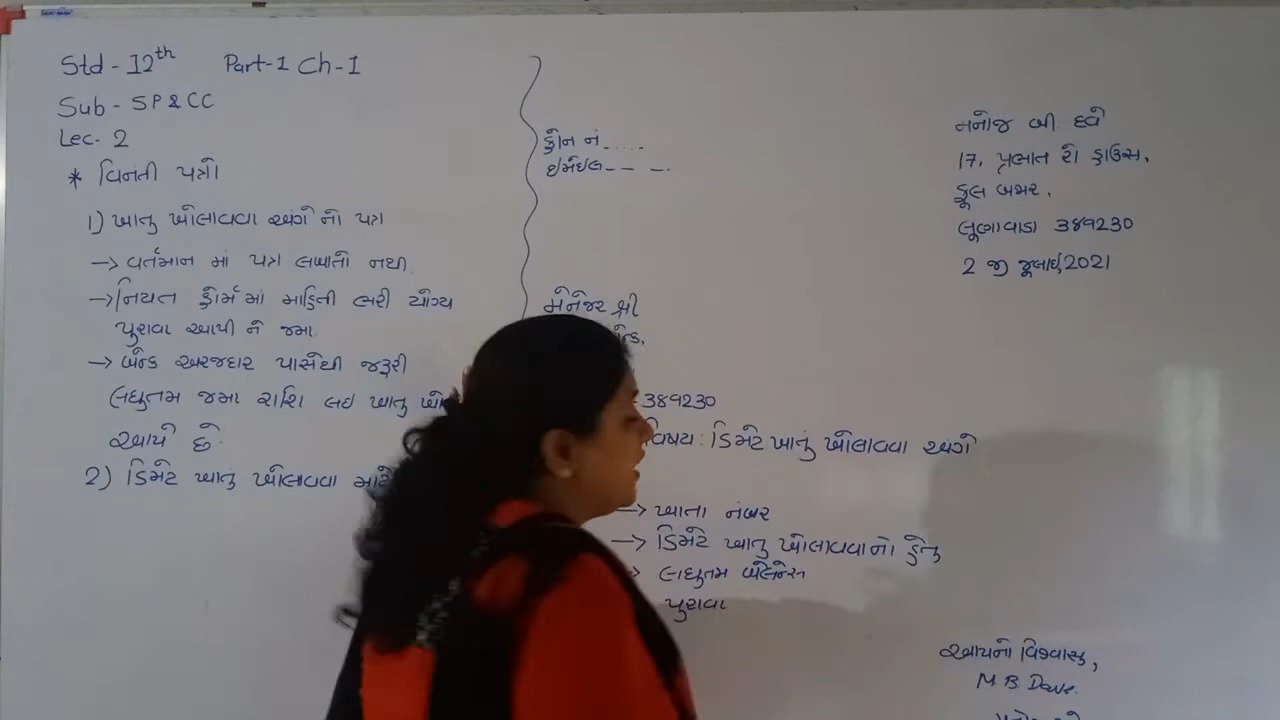 Std - 12th Part-1 Ch-1
Sub - SP & CC
Lec. 2
* વિનંતી પત્રો
1) ખાતુ ખોલાવવા અંગે નો પત્ર
→ વર્તમાન માં પત્ર લખાતો નથી.
→ નિયત ફોર્મ માં માહિતી ભરી યોગ્ય
પુરાવા આપી ને જમા.
→ બેન્ક અરજદાર પાસેથી જરૂરી
લઘુતમ જમા રાશિ લઇ ખાતુ
આપે છે.
2) ડિમેટ ખાતું ખોલાવવા માટે
ફોન નં.....
ઇમેઇલ-- -.
મનોજ બી દવે
17, પ્રભાત રો હાઉસ,
ફૂલ બજાર,
લૂણાવાડા 389230
2 જી જૂલાઇ 2021
મેનેજર શ્રી
389230
વિષય : ડિમેટ ખાતું ખોલાવવા અંગે
→ ખાતા નંબર
→ ડિમેટ ખાતુ ખોલાવવાનો હેતુ
→ લઘુતમ બેલેન્સ
પુરાવા
આપનો વિશ્વાસુ,
M.B. Dave.